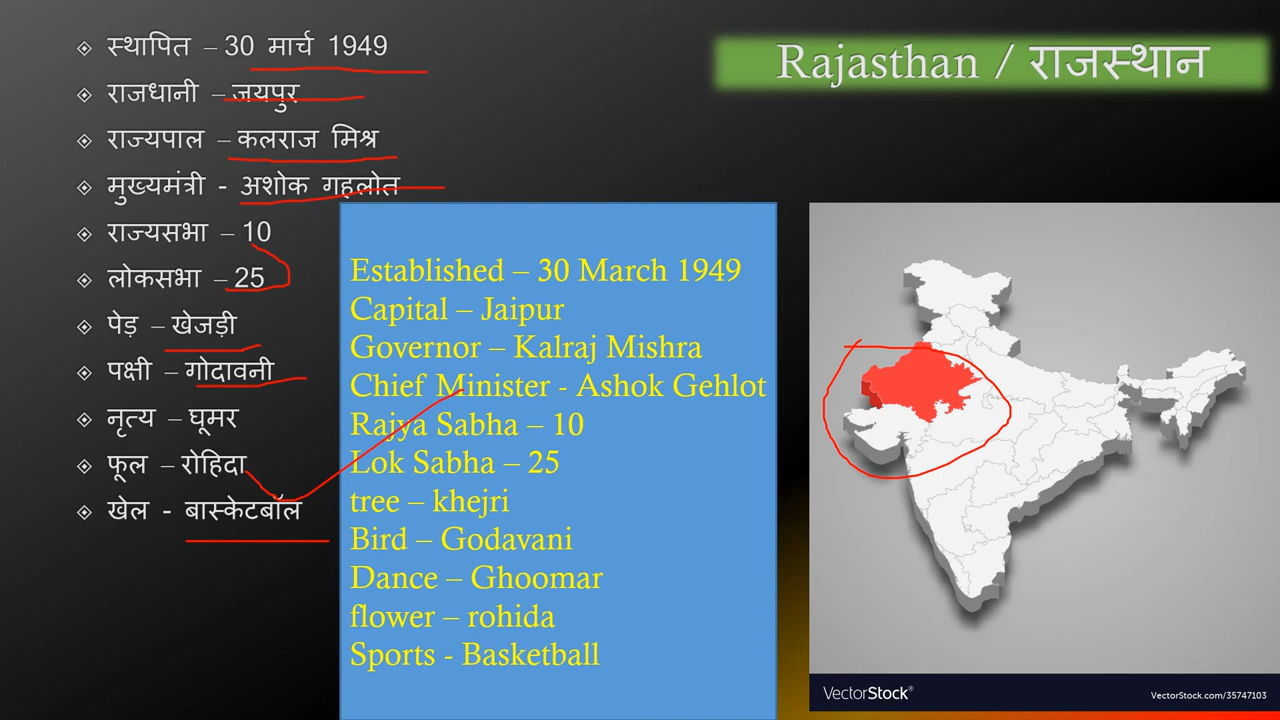 Rajasthan / राजस्थान
◈ स्थापित – 30 मार्च 1949
◈ राजधानी – जयपुर
◈ राज्यपाल – कलराज मिश्र
◈ मुख्यमंत्री - अशोक गहलोत
◈ राज्यसभा – 10
◈ लोकसभा – 25
◈ पेड़ – खेजड़ी
◈ पक्षी – गोदावनी
◈ नृत्य – घूमर
◈ फूल – रोहिदा
◈ खेल - बास्केटबॉल
Established – 30 March 1949
Capital – Jaipur
Governor – Kalraj Mishra
Chief Minister - Ashok Gehlot
Rajya Sabha – 10
Lok Sabha – 25
tree – khejri
Bird – Godavani
Dance – Ghoomar
flower – rohida
Sports - Basketball
VectorStock®
VectorStock.com/35747103